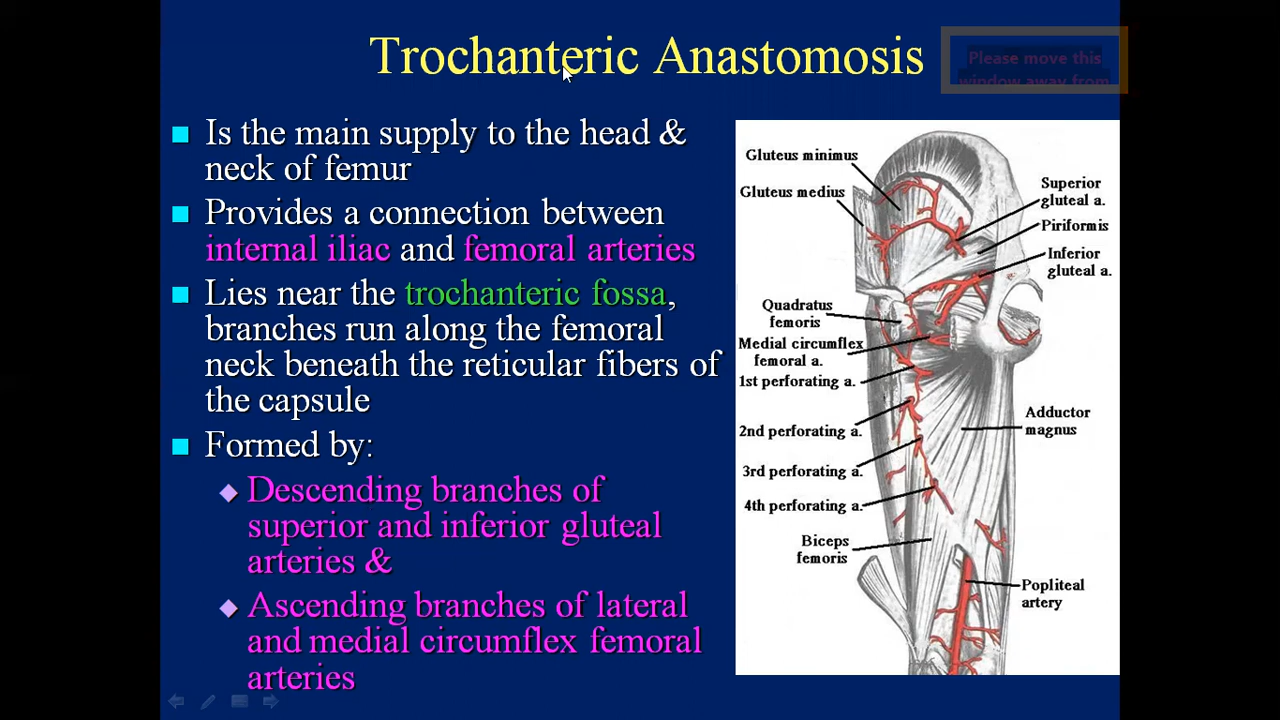 Trochanteric Anastomosis
Please move this
window away from
Is the main supply to the head &
neck of femur
Provides a connection between
internal iliac and femoral arteries
Lies near the trochanteric fossa,
branches run along the femoral
neck beneath the reticular fibers of
the capsule
Formed by:
Descending branches of
superior and inferior gluteal
arteries &
Ascending branches of lateral
and medial circumflex femoral
arteries
Gluteus minimus
Gluteus medius
Superior
gluteal a.
Piriformis
Inferior
gluteal a.
Quadratus
femoris
Medial circumflex
femoral a.
1st perforating a.
2nd perforating a.
3rd perforating a.
4th perforating a.
Adductor
magnus
Biceps
femoris
Popliteal
artery